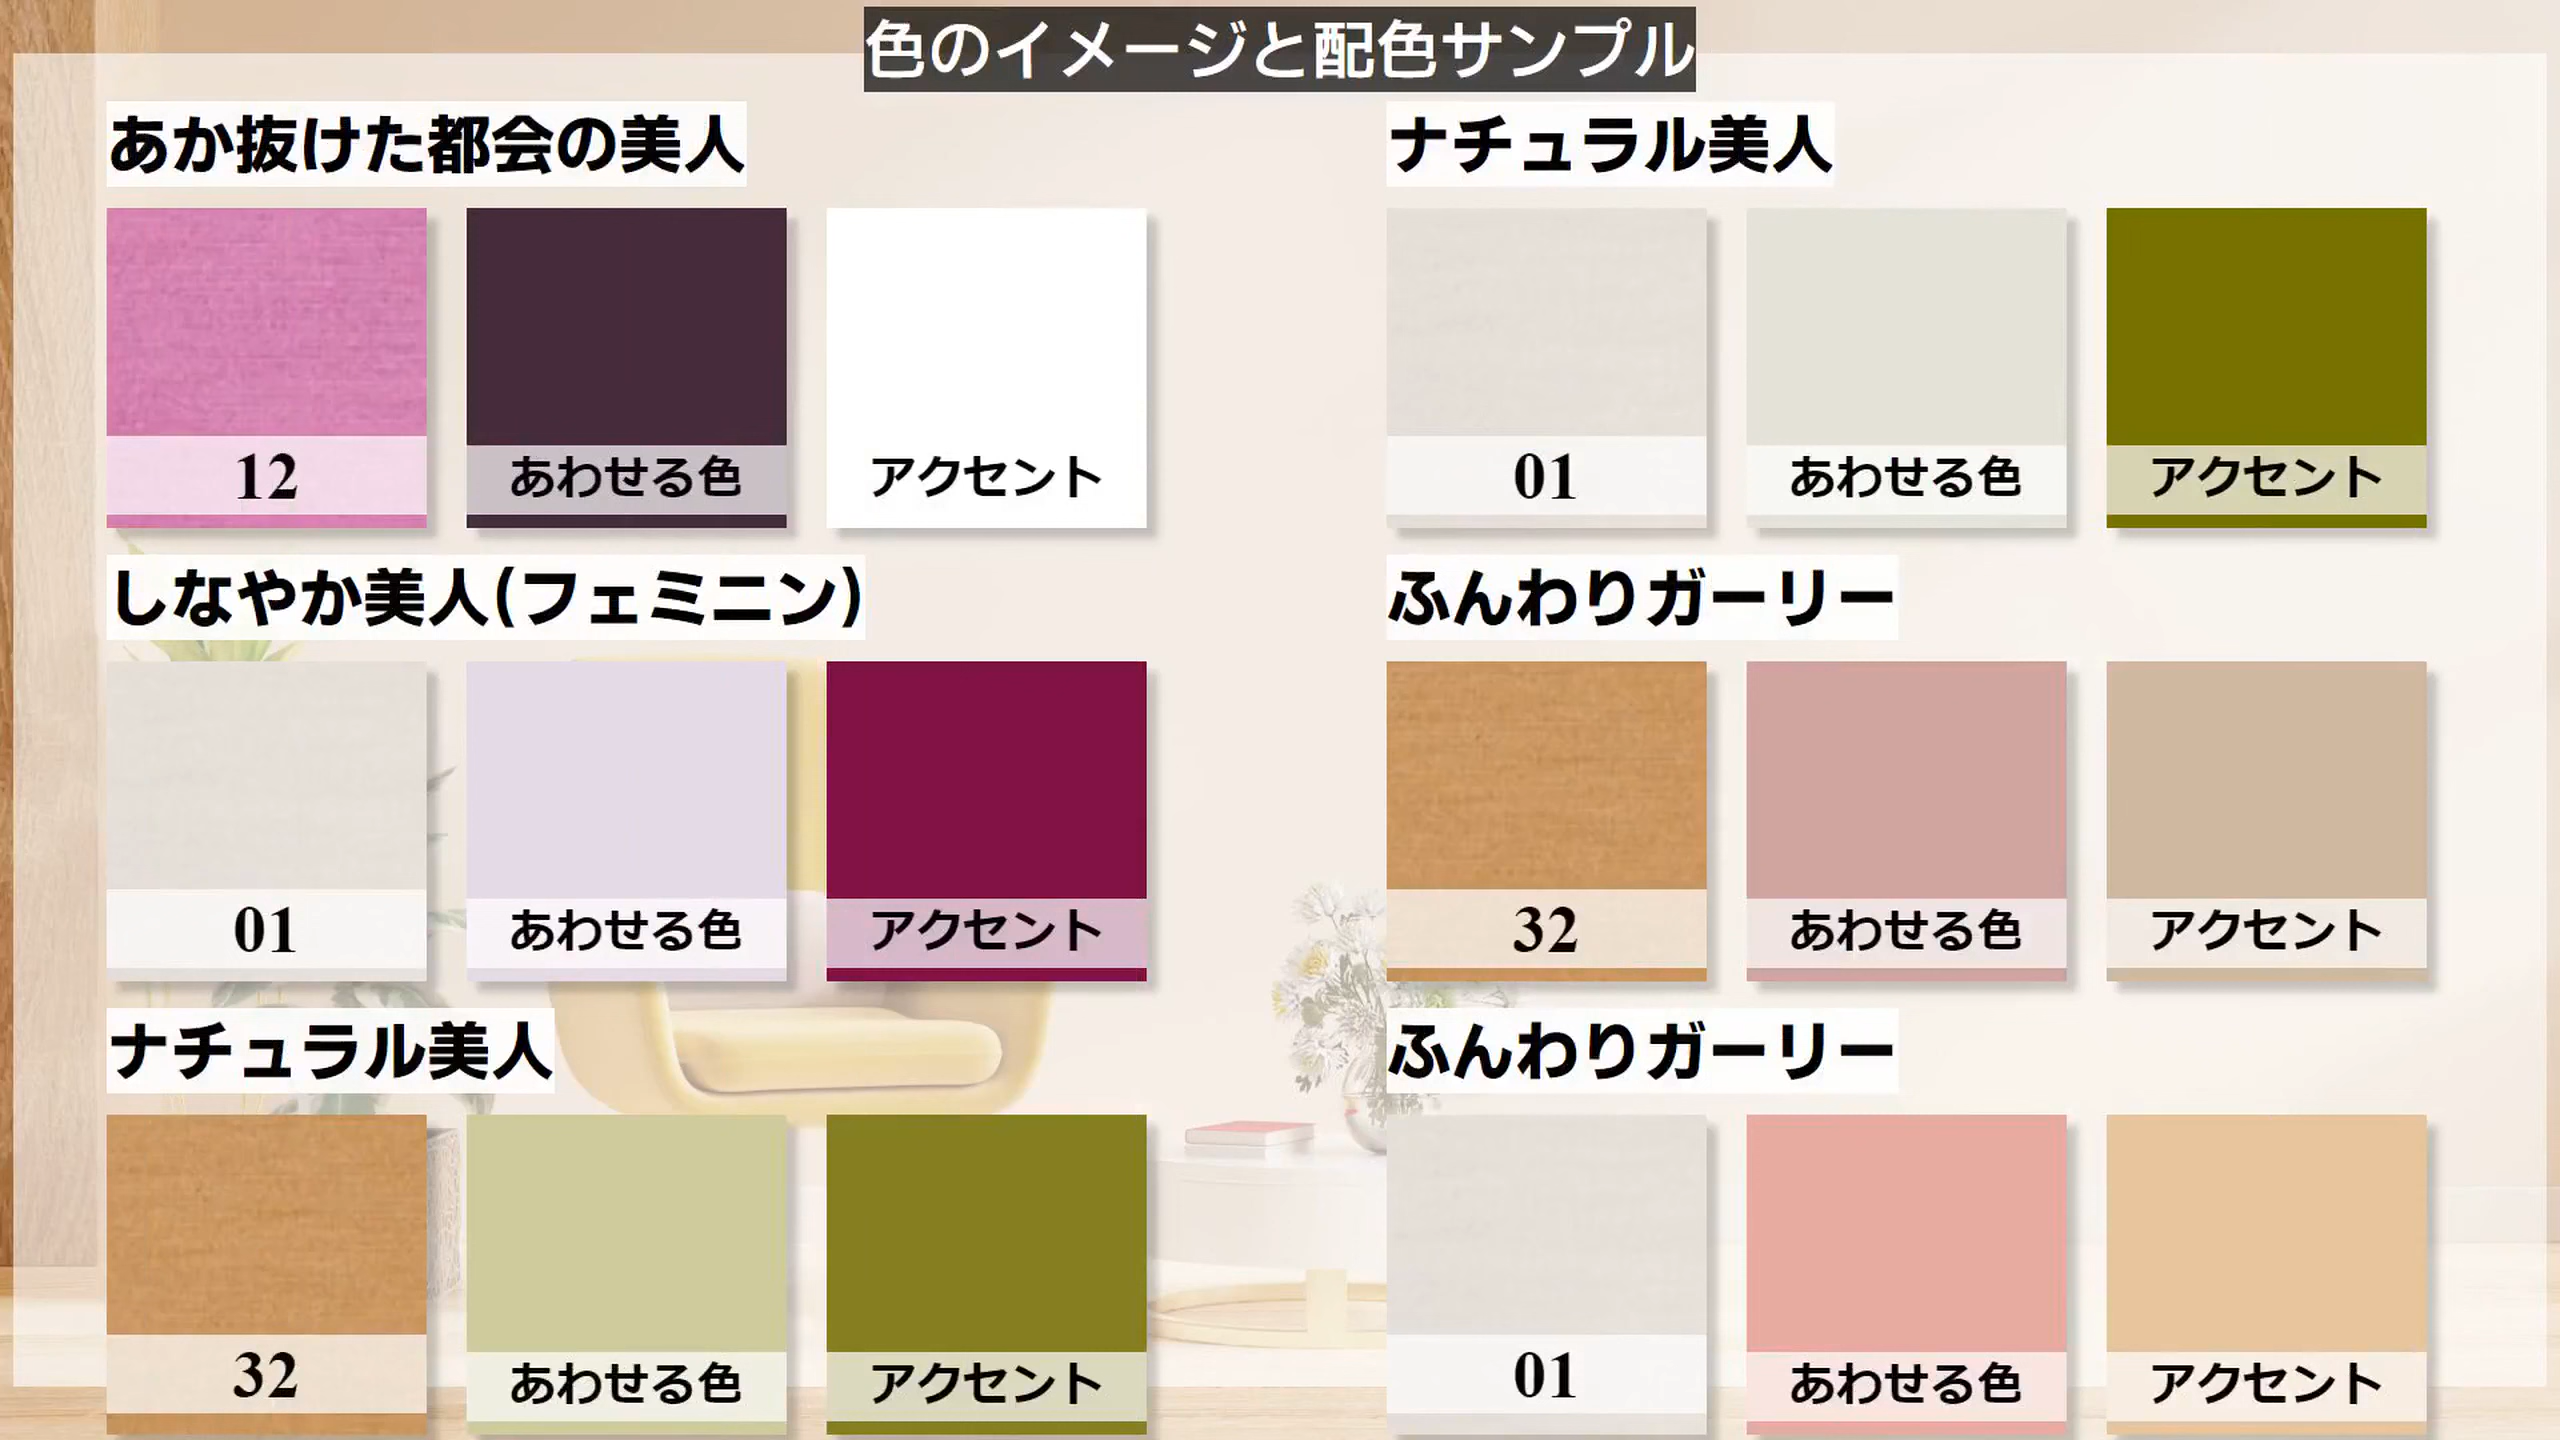 色のイメージと配色サンプル
あか抜けた都会の美人
12
あわせる色
アクセント
ナチュラル美人
01
あわせる色
アクセント
しなやか美人(フェミニン)
01
あわせる色
アクセント
ふんわりガーリー
32
あわせる色
アクセント
ナチュラル美人
32
あわせる色
アクセント
ふんわりガーリー
01
あわせる色
アクセント